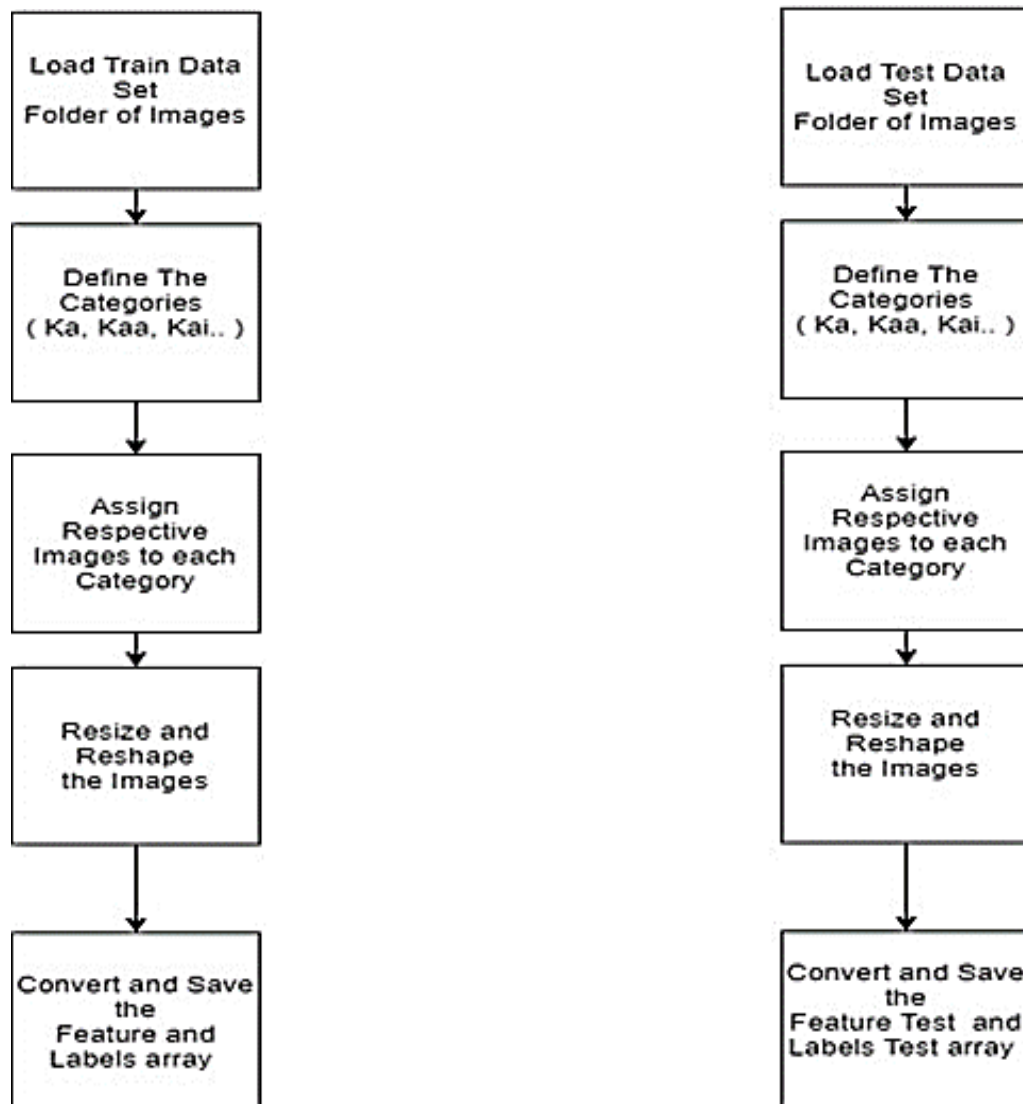 Load Train Data
Set
Folder of Images
Define The
Categories
( Ka, Kaa, Kai.. )
Assign
Respective
Images to each
Category
Resize and
Reshape
the Images
Convert and Save
the
Feature and
Labels array
Load Test Data
Set
Folder of Images
Define The
Categories
( Ka, Kaa, Kai.. )
Assign
Respective
Images to each
Category
Resize and
Reshape
the Images
Convert and Save
the
Feature Test and
Labels Test array